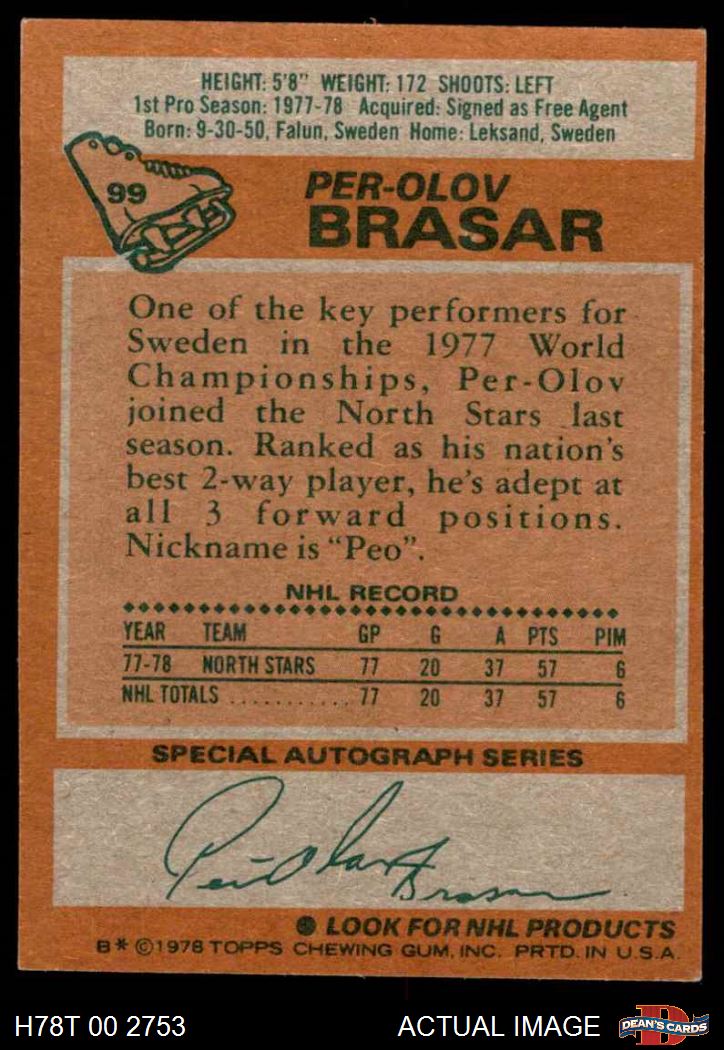 HEIGHT: 5'8" WEIGHT: 172 SHOOTS: LEFT
1st Pro Season: 1977-78 Acquired: Signed as Free Agent
Born: 9-30-50, Falun, Sweden Home: Leksand, Sweden
99
PER-OLOV
BRASAR
One of the key performers for
Sweden in the 1977 World
Championships, Per-Olov
joined the North Stars last
season. Ranked as his nation's
best 2-way player, he's adept at
all 3 forward positions.
Nickname is "Peo".
NHL RECORD
YEAR TEAM GP G A PTS PIM
77-78 NORTH STARS 77 20 37 57 6
NHL TOTALS ........... 77 20 37 57 6
SPECIAL AUTOGRAPH SERIES
Per-Olov Brasar
LOOK FOR NHL PRODUCTS
B* ©1978 TOPPS CHEWING GUM, INC. PRTD. IN U.S.A.
H78T 00 2753 ACTUAL IMAGE
D
DEAN'S CARDS